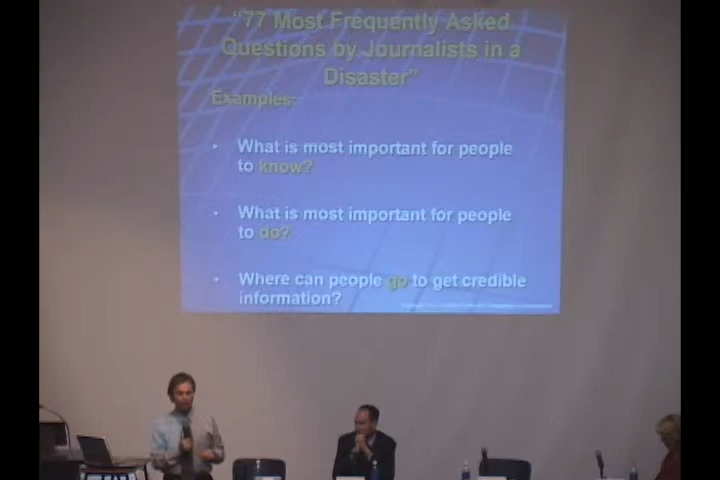 “77 Most Frequently Asked
Questions by Journalists in a
Disaster”
Examples:
• What is most important for people
to know?
• What is most important for people
to do?
• Where can people go to get credible
information?